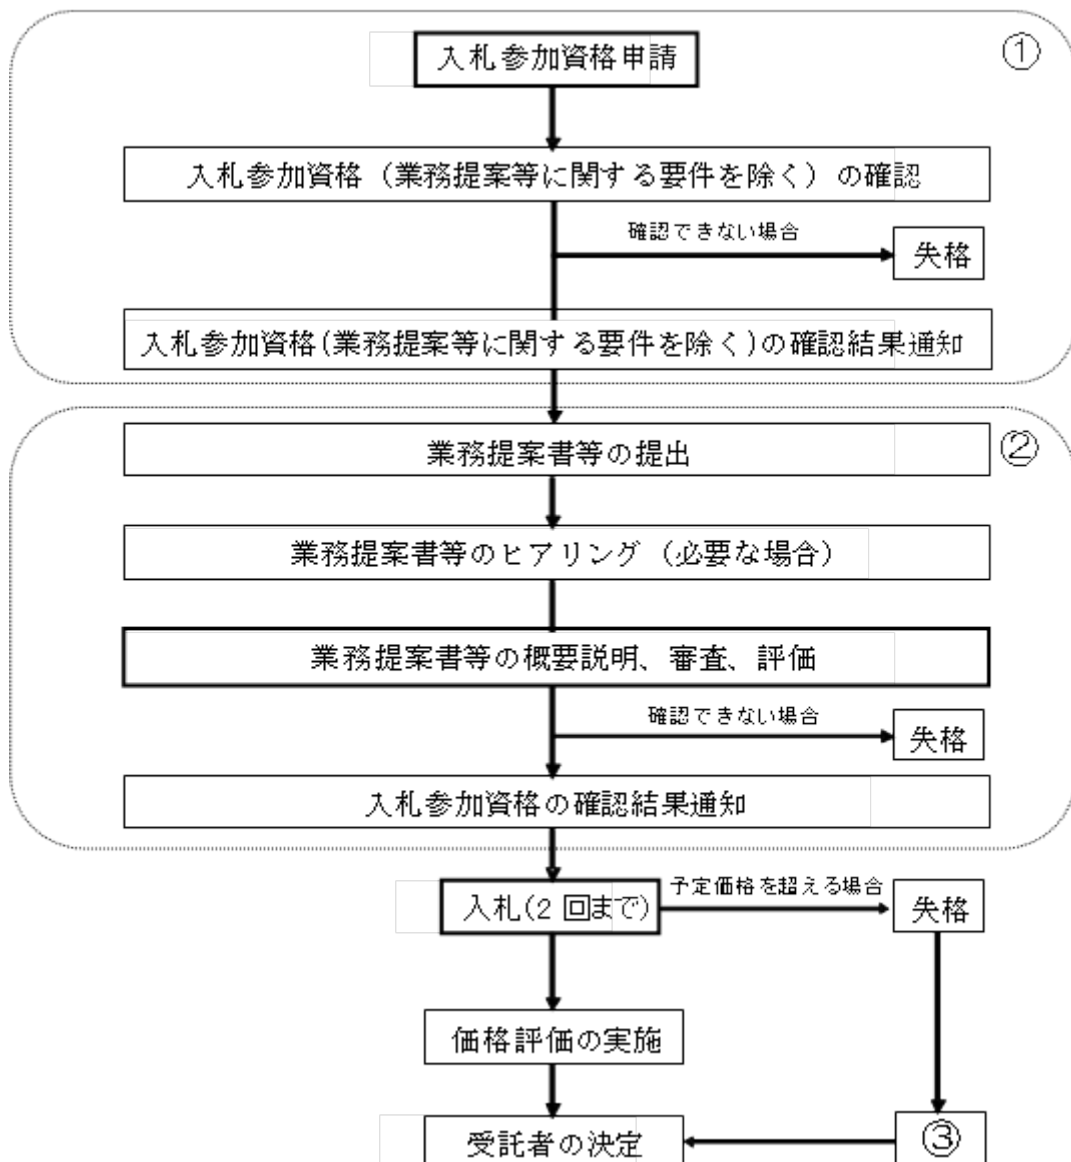 ①
入札参加資格申請
入札参加資格（業務提案等に関する要件を除く）の確認
確認できない場合
失格
入札参加資格(業務提案等に関する要件を除く)の確認結果通知
②
業務提案書等の提出
業務提案書等のヒアリング（必要な場合）
業務提案書等の概要説明、審査、評価
確認できない場合
失格
入札参加資格の確認結果通知
入札(2 回まで)
予定価格を超える場合
失格
価格評価の実施
受託者の決定
③